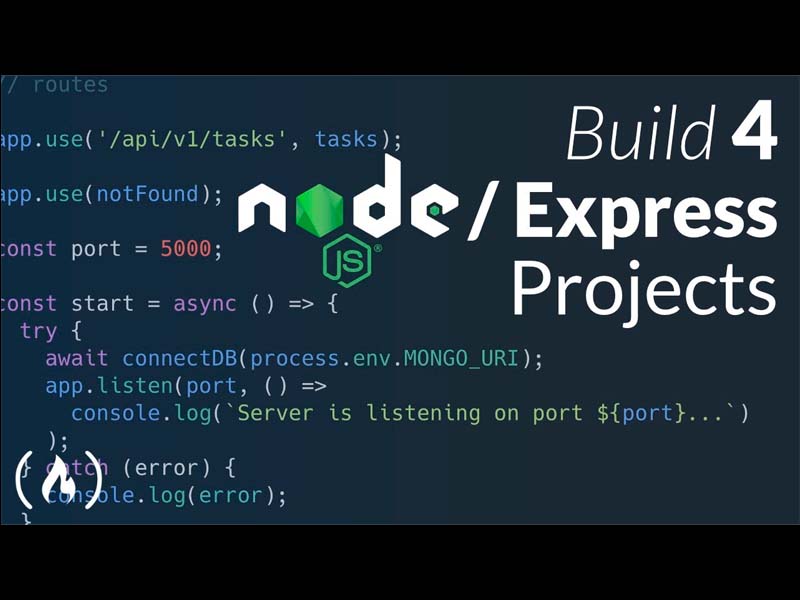 // routes
app.use('/api/v1/tasks', tasks);
app.use(notFound);
const port = 5000;
const start = async () => {
try {
await connectDB(process.env.MONGO_URI);
app.listen(port, () =>
console.log(`Server is listening on port ${port}...`)
);
} catch (error) {
console.log(error);
}
Build 4
node / Express
JS ®
Projects